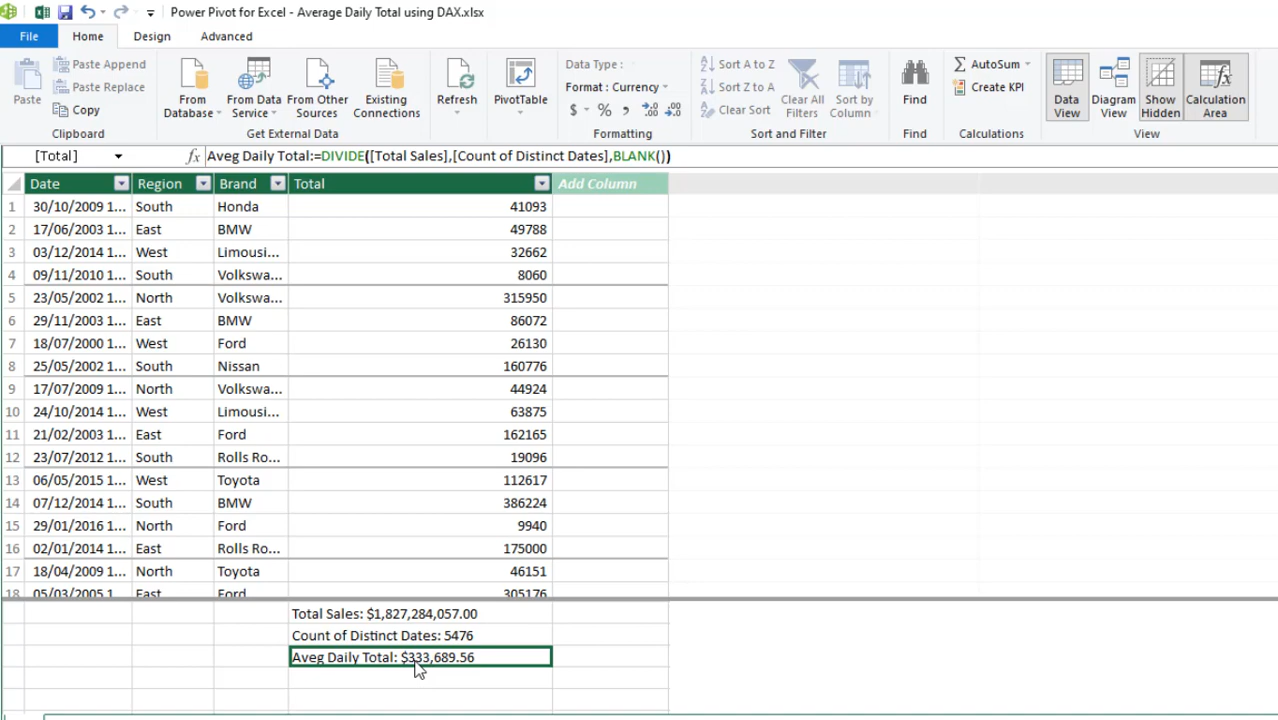 Power Pivot for Excel - Average Daily Total using DAX.xlsx
File Home Design Advanced
Paste
Paste Append
Paste Replace
Copy
Clipboard
From Database
From Data Service
From Other Sources
Existing Connections
Get External Data
Refresh
PivotTable
Data Type :
Format : Currency
$ % , .00 .00
Formatting
Sort A to Z
Sort Z to A
Clear Sort
Clear All Filters
Sort by Column
Sort and Filter
Find
Find
AutoSum
Create KPI
Calculations
Data View
Diagram View
Show Hidden
Calculation Area
View
[Total] fx Aveg Daily Total:=DIVIDE([Total Sales],[Count of Distinct Dates],BLANK())
Date Region Brand Total Add Column
1 30/10/2009 1... South Honda 41093
2 17/06/2003 1... East BMW 49788
3 03/12/2014 1... West Limousi... 32662
4 09/11/2010 1... South Volkswa... 8060
5 23/05/2002 1... North Volkswa... 315950
6 29/11/2003 1... East BMW 86072
7 18/07/2000 1... West Ford 26130
8 25/05/2002 1... South Nissan 160776
9 17/07/2009 1... North Volkswa... 44924
10 24/10/2014 1... West Limousi... 63875
11 21/02/2003 1... East Ford 162165
12 23/07/2012 1... South Rolls Ro... 19096
13 06/05/2015 1... West Toyota 112617
14 07/12/2014 1... South BMW 386224
15 29/01/2016 1... North Ford 9940
16 02/01/2014 1... East Rolls Ro... 175000
17 18/04/2009 1... North Toyota 46151
18 05/03/2005 1... East Ford 305176
Total Sales: $1,827,284,057.00
Count of Distinct Dates: 5476
Aveg Daily Total: $333,689.56